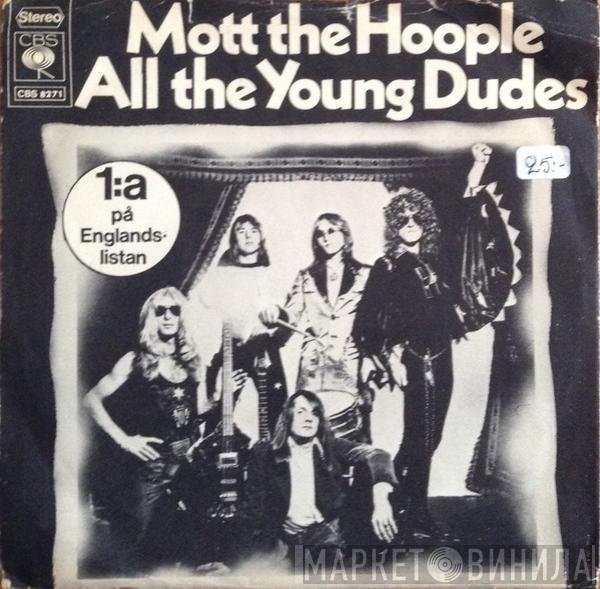 Stereo
CBS
CBS 8271
Mott the Hoople
All the Young Dudes
25:-
1:a
på
Englands-
listan
МАРКЕТ ВИНИЛА